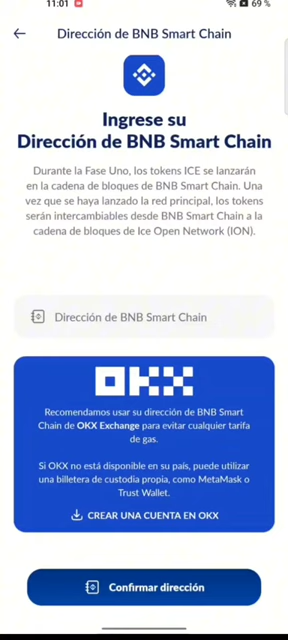 11:01
69 %
Dirección de BNB Smart Chain
Ingrese su
Dirección de BNB Smart Chain
Durante la Fase Uno, los tokens ICE se lanzarán
en la cadena de bloques de BNB Smart Chain. Una
vez que se haya lanzado la red principal, los tokens
serán intercambiables desde BNB Smart Chain a la
cadena de bloques de Ice Open Network (ION).
Dirección de BNB Smart Chain
OKX
Recomendamos usar su dirección de BNB Smart
Chain de OKX Exchange para evitar cualquier tarifa
de gas.
Si OKX no está disponible en su país, puede utilizar
una billetera de custodia propia, como MetaMask o
Trust Wallet.
CREAR UNA CUENTA EN OKX
Confirmar dirección